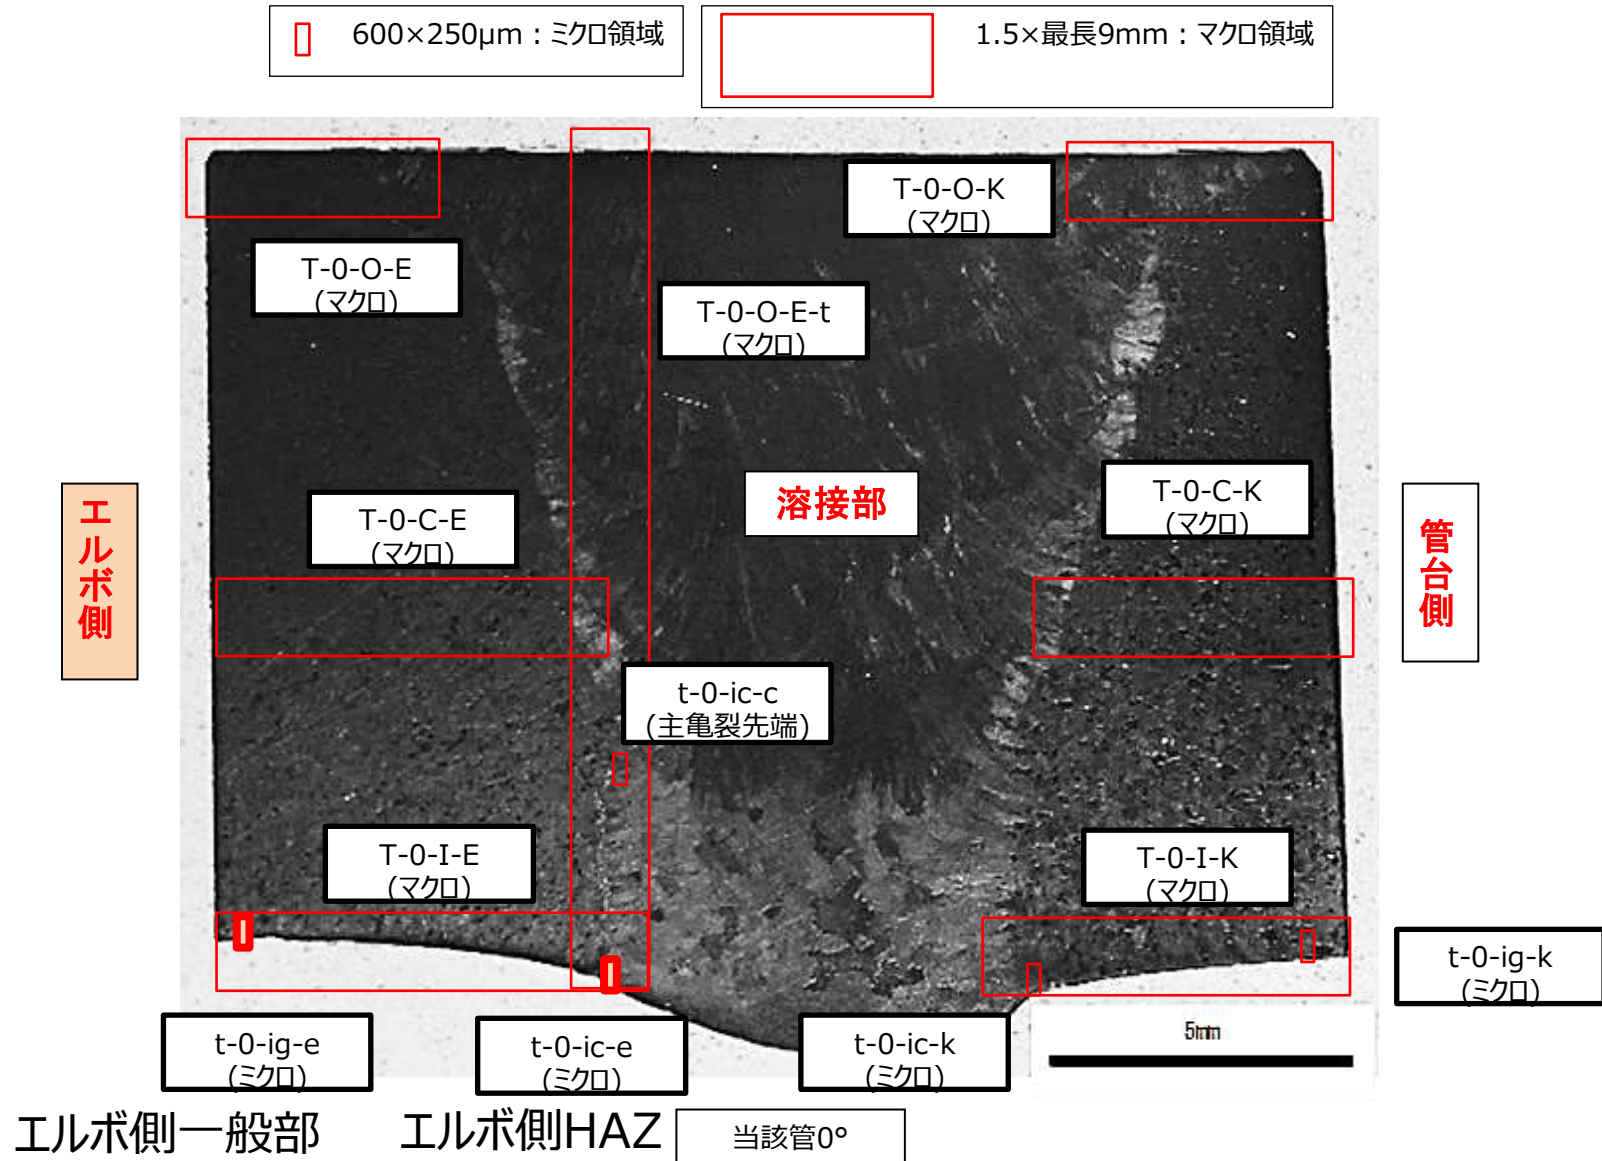 600×250μm：ミクロ領域
1.5×最長9mm：マクロ領域
T-0-O-K
(マクロ)
T-0-O-E
(マクロ)
T-0-O-E-t
(マクロ)
エルボ側
T-0-C-E
(マクロ)
溶接部
T-0-C-K
(マクロ)
管台側
t-0-ic-c
(主亀裂先端)
T-0-I-E
(マクロ)
T-0-I-K
(マクロ)
t-0-ig-k
(ミクロ)
t-0-ig-e
(ミクロ)
t-0-ic-e
(ミクロ)
t-0-ic-k
(ミクロ)
5mm
エルボ側一般部
エルボ側HAZ
当該管0°